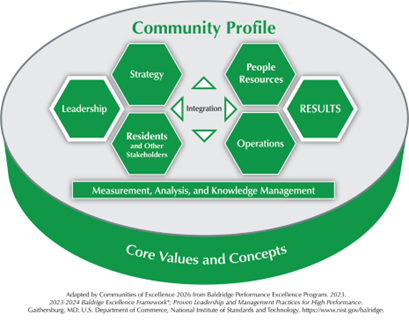 Community Profile
Strategy
People
Resources
Leadership
Integration
RESULTS
Residents
and Other
Stakeholders
Operations
Measurement, Analysis, and Knowledge Management
Core Values and Concepts
Adapted by Communities of Excellence 2026 from Baldridge Performance Excellence Program. 2023.
2023-2024 Baldrige Excellence Framework®: Proven Leadership and Management Practices for High Performance.
Gaithersburg, MD: U.S. Department of Commerce, National Institute of Standards and Technology. https://www.nist.gov/baldrige.